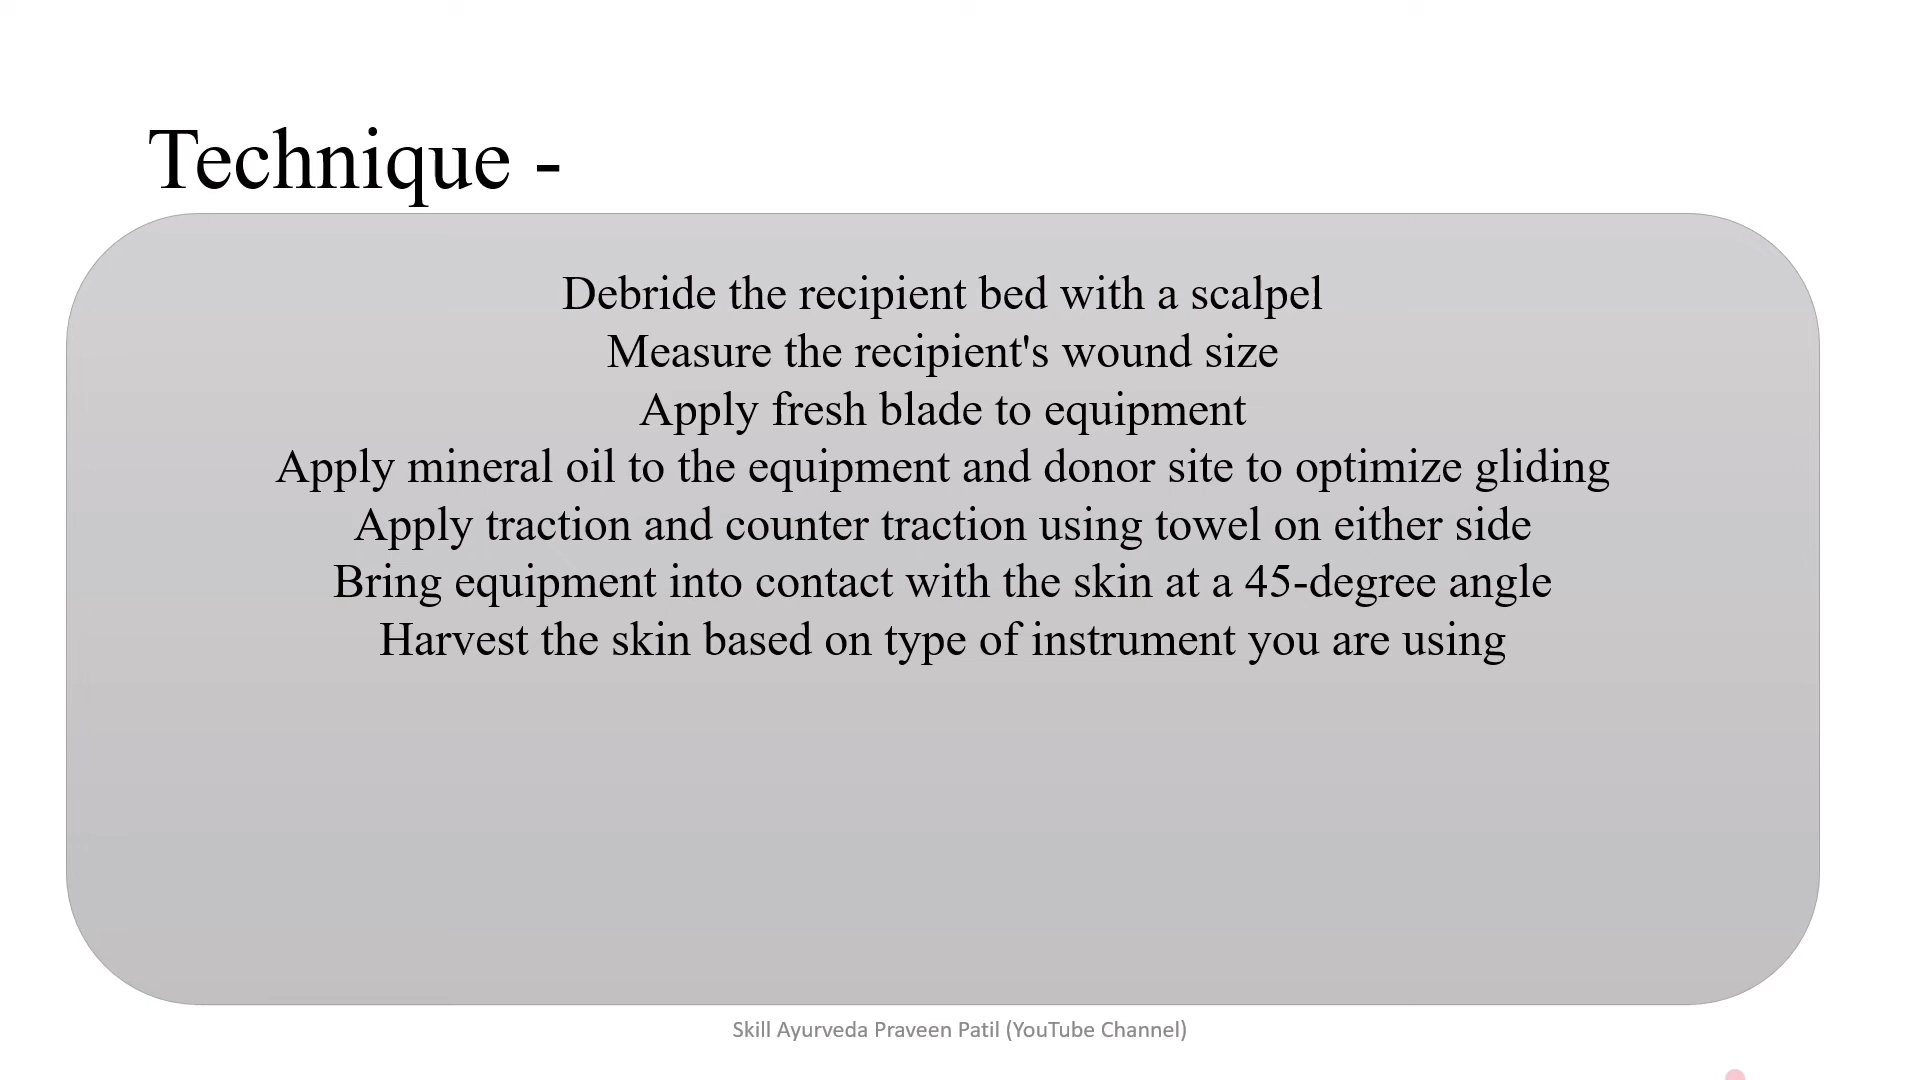 Technique -
Debride the recipient bed with a scalpel
Measure the recipient's wound size
Apply fresh blade to equipment
Apply mineral oil to the equipment and donor site to optimize gliding
Apply traction and counter traction using towel on either side
Bring equipment into contact with the skin at a 45-degree angle
Harvest the skin based on type of instrument you are using
Skill Ayurveda Praveen Patil (YouTube Channel)